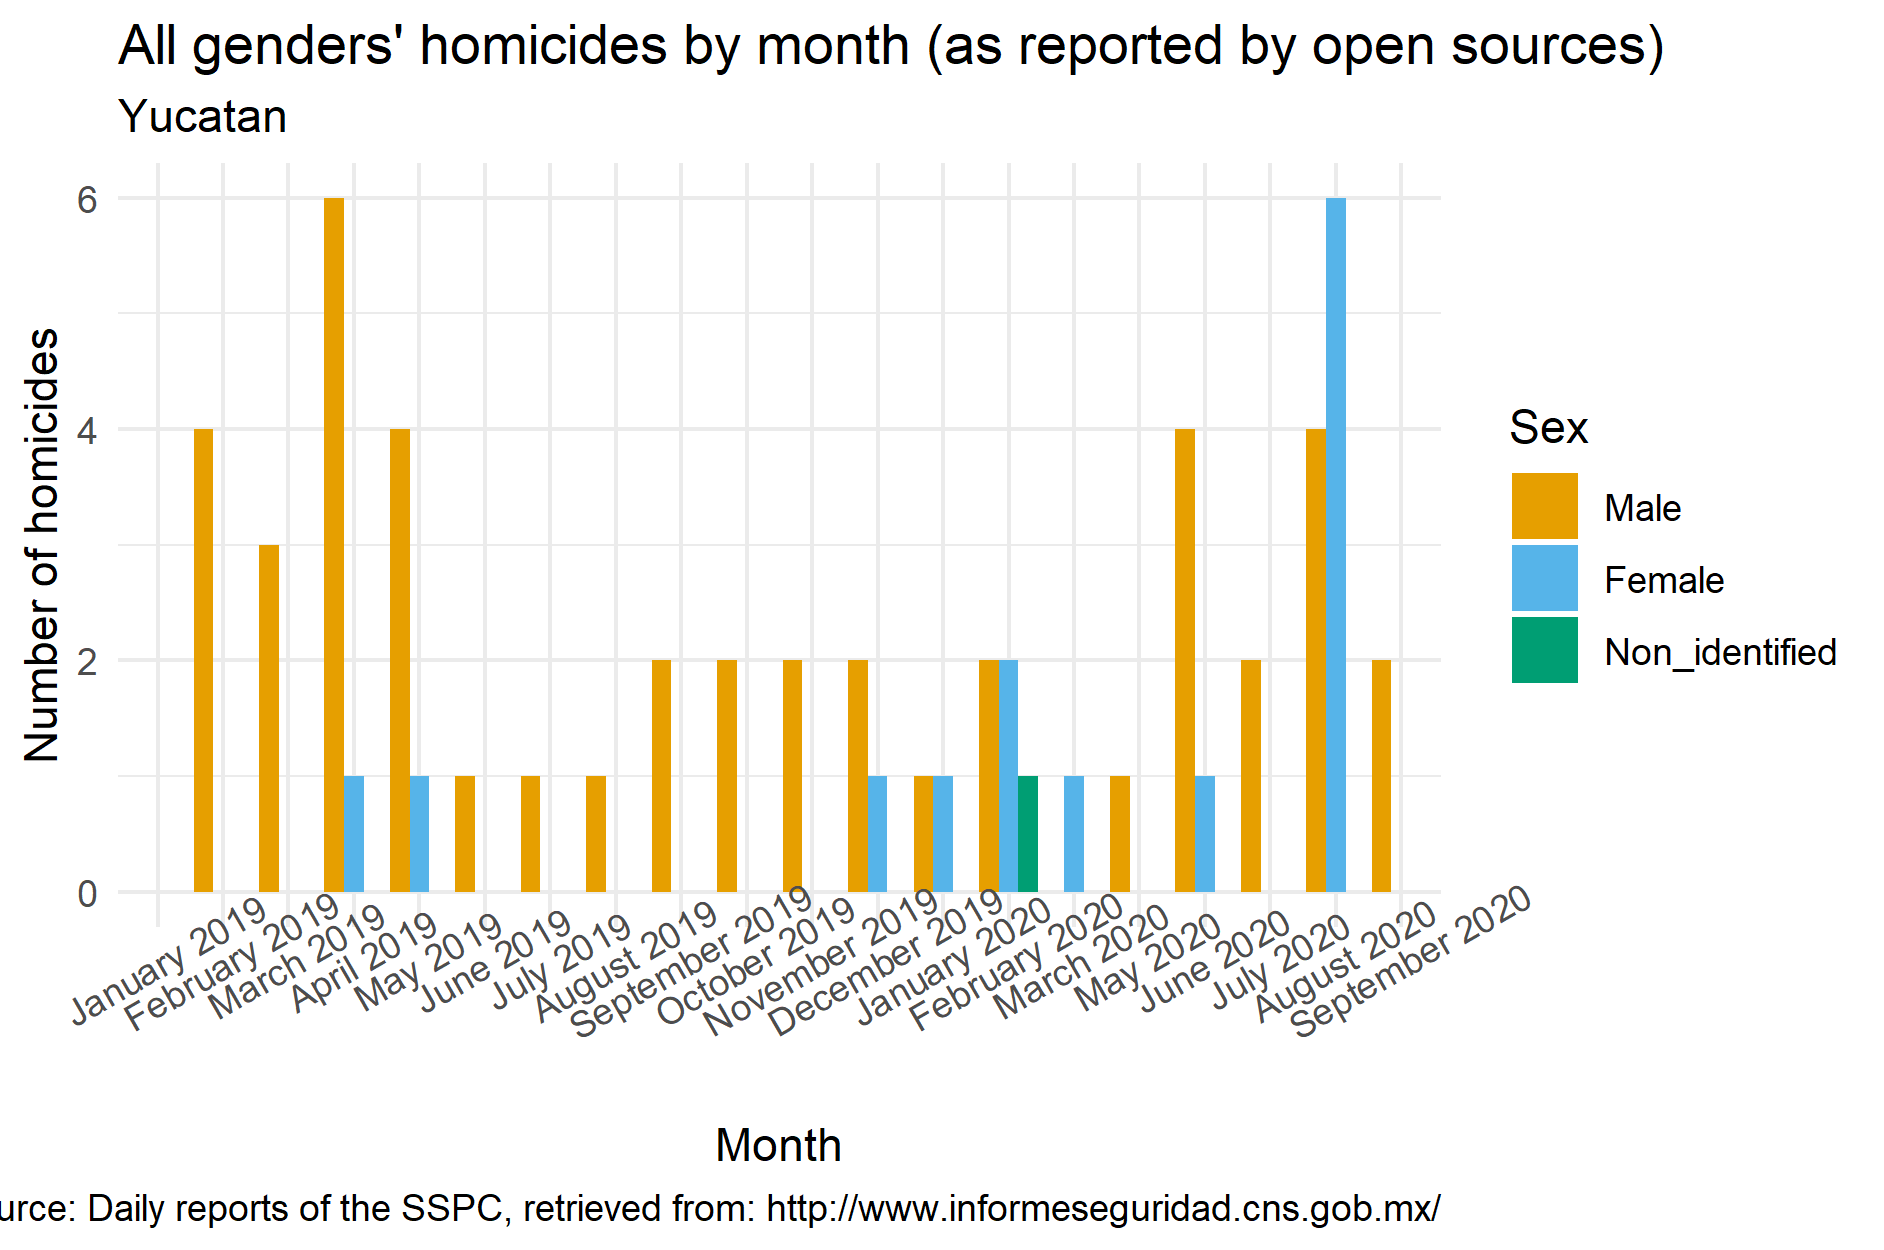 All genders' homicides by month (as reported by open sources)
Yucatan
Number of homicides
6
4
2
0
January 2019
February 2019
March 2019
April 2019
May 2019
June 2019
July 2019
August 2019
September 2019
October 2019
November 2019
December 2019
January 2020
February 2020
March 2020
May 2020
June 2020
July 2020
August 2020
September 2020
Month
Sex
Male
Female
Non_identified
urce: Daily reports of the SSPC, retrieved from: http://www.informeseguridad.cns.gob.mx/